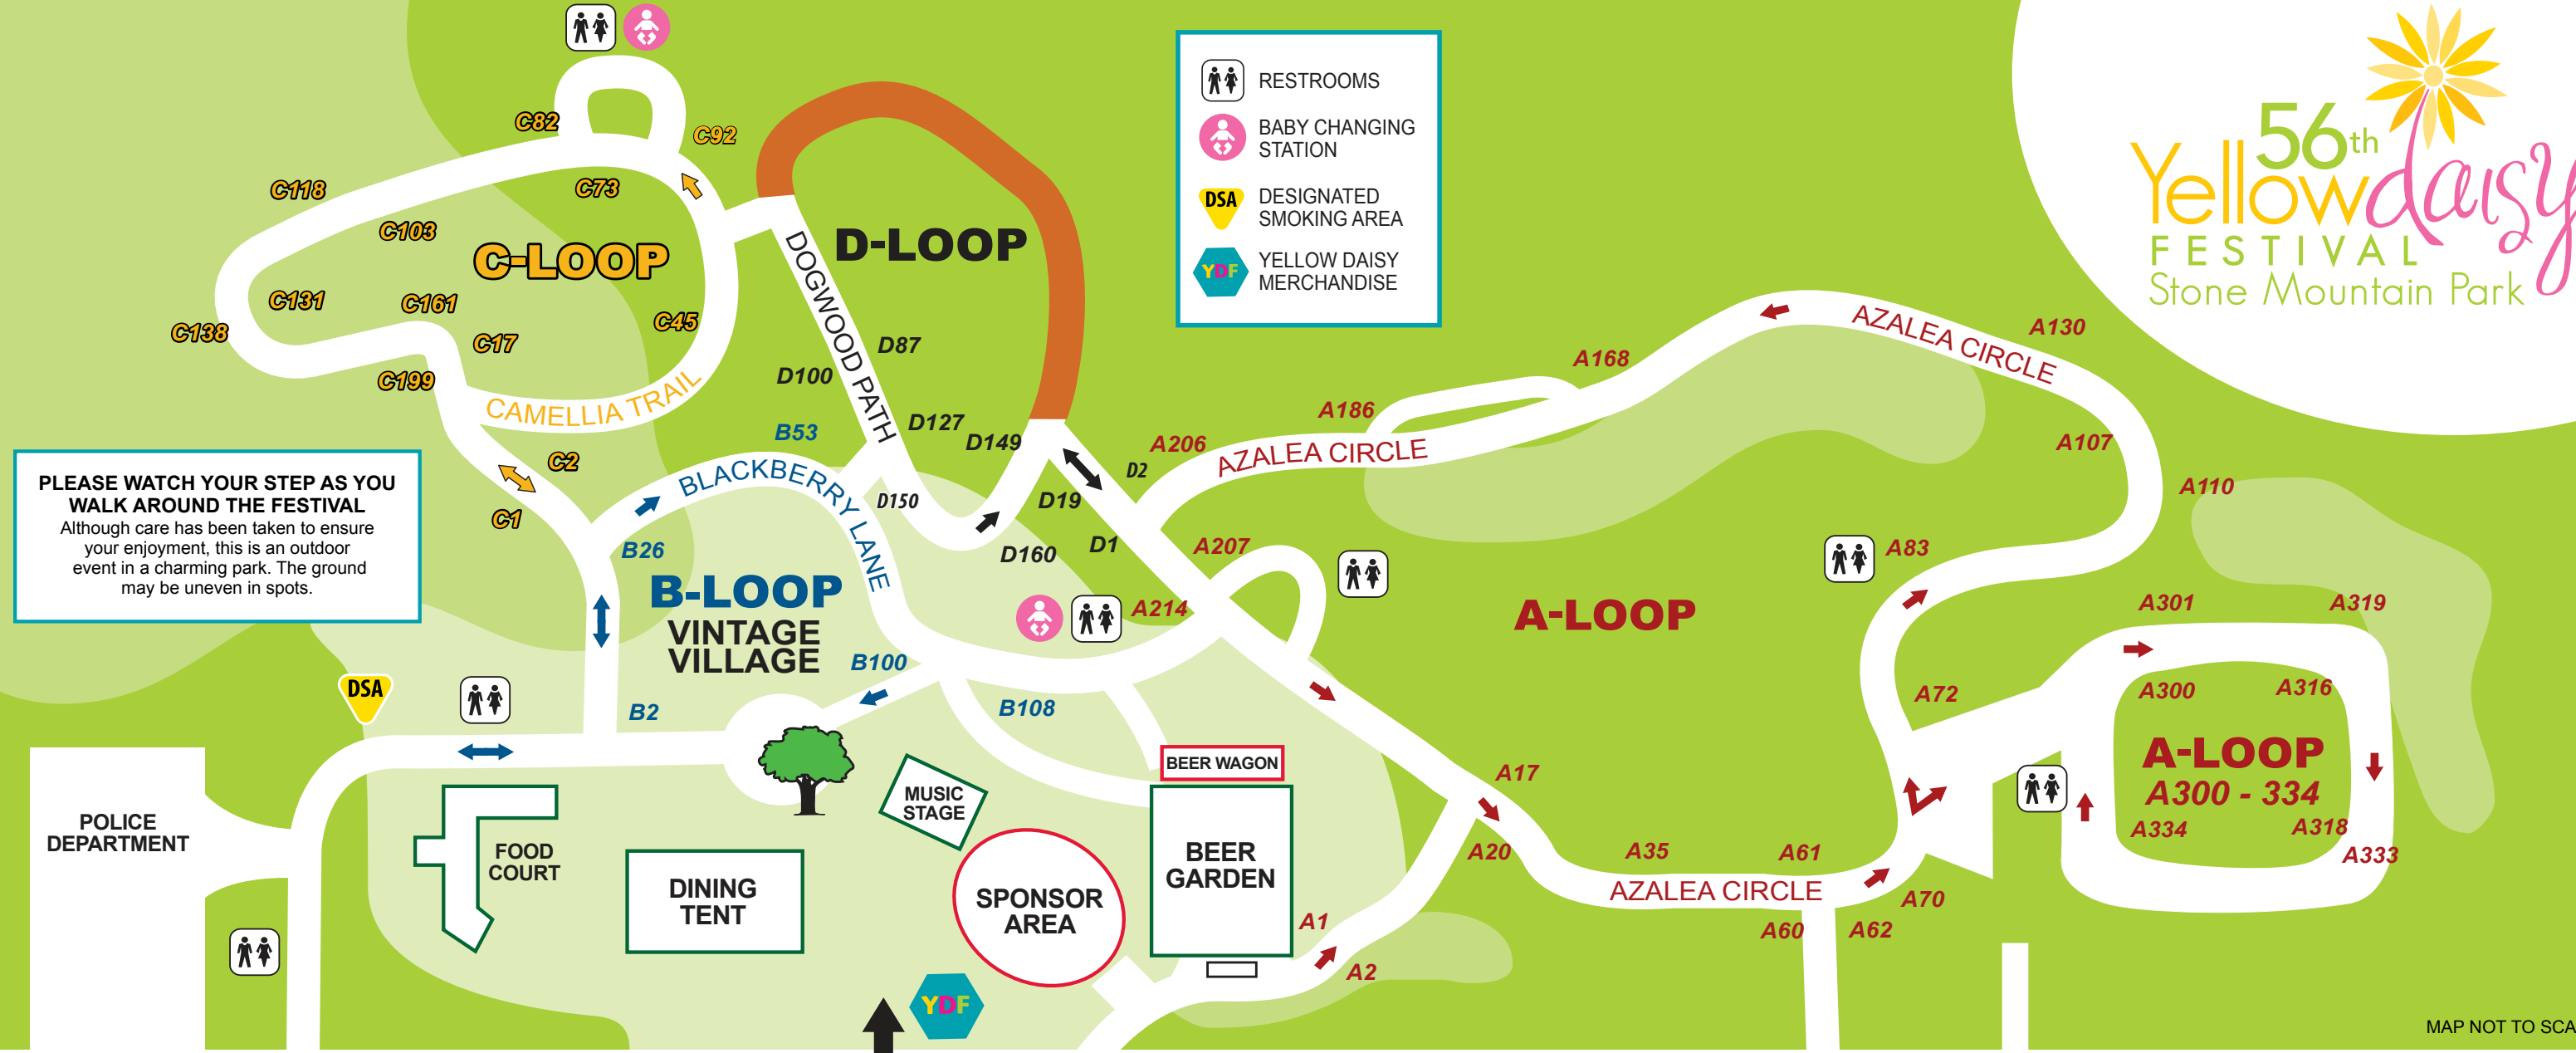 56th
Yellow daisy
FESTIVAL
Stone Mountain Park
RESTROOMS
BABY CHANGING
STATION
DSA
DESIGNATED
SMOKING AREA
YDF
YELLOW DAISY
MERCHANDISE
C82
C92
C118
C73
C103
C-LOOP
C131
C161
C138
C17
C45
C199
CAMELLIA TRAIL
C2
C1
DOGWOOD PATH
D-LOOP
D87
D100
D127
D149
D150
D160
D19
D2
D1
B53
BLACKBERRY LANE
B26
B-LOOP
VINTAGE
VILLAGE
B100
B2
B108
PLEASE WATCH YOUR STEP AS YOU
WALK AROUND THE FESTIVAL
Although care has been taken to ensure
your enjoyment, this is an outdoor
event in a charming park. The ground
may be uneven in spots.
A130
AZALEA CIRCLE
A168
A186
A206
AZALEA CIRCLE
A107
A110
A207
A83
A214
A-LOOP
A301
A319
A72
A300
A316
A-LOOP
A300 - 334
A334
A318
A333
A17
A20
A35
A61
AZALEA CIRCLE
A70
A60
A62
A1
A2
DSA
POLICE
DEPARTMENT
FOOD
COURT
DINING
TENT
MUSIC
STAGE
SPONSOR
AREA
BEER WAGON
BEER
GARDEN
YDF
MAP NOT TO SCA